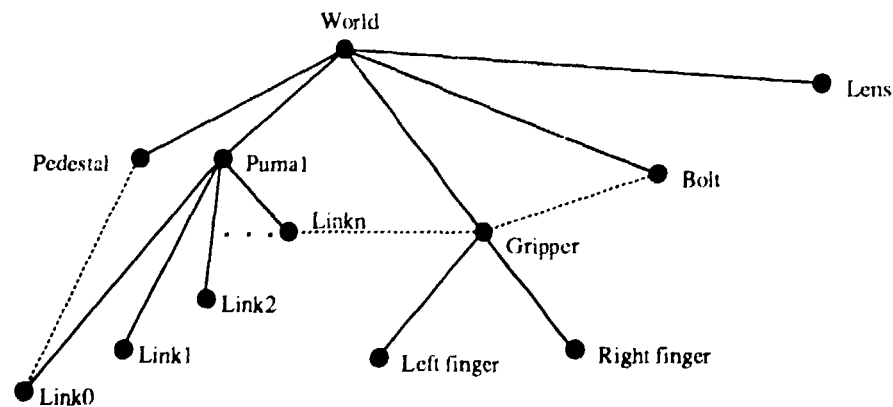 World
Lens
Pedestal
Puma1
Bolt
Linkn
. . .
Gripper
Link2
Link1
Left finger
Right finger
Link0